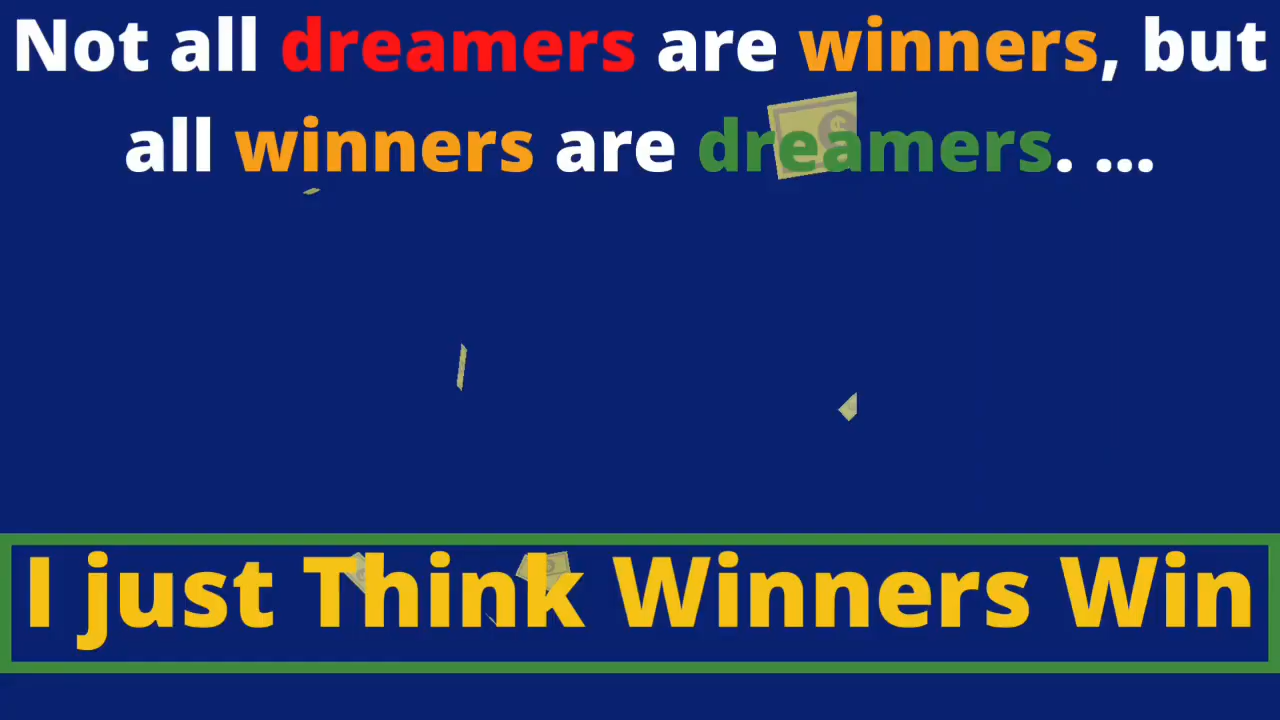 Not all dreamers are winners, but
all winners are dreamers. ...
I just Think Winners Win